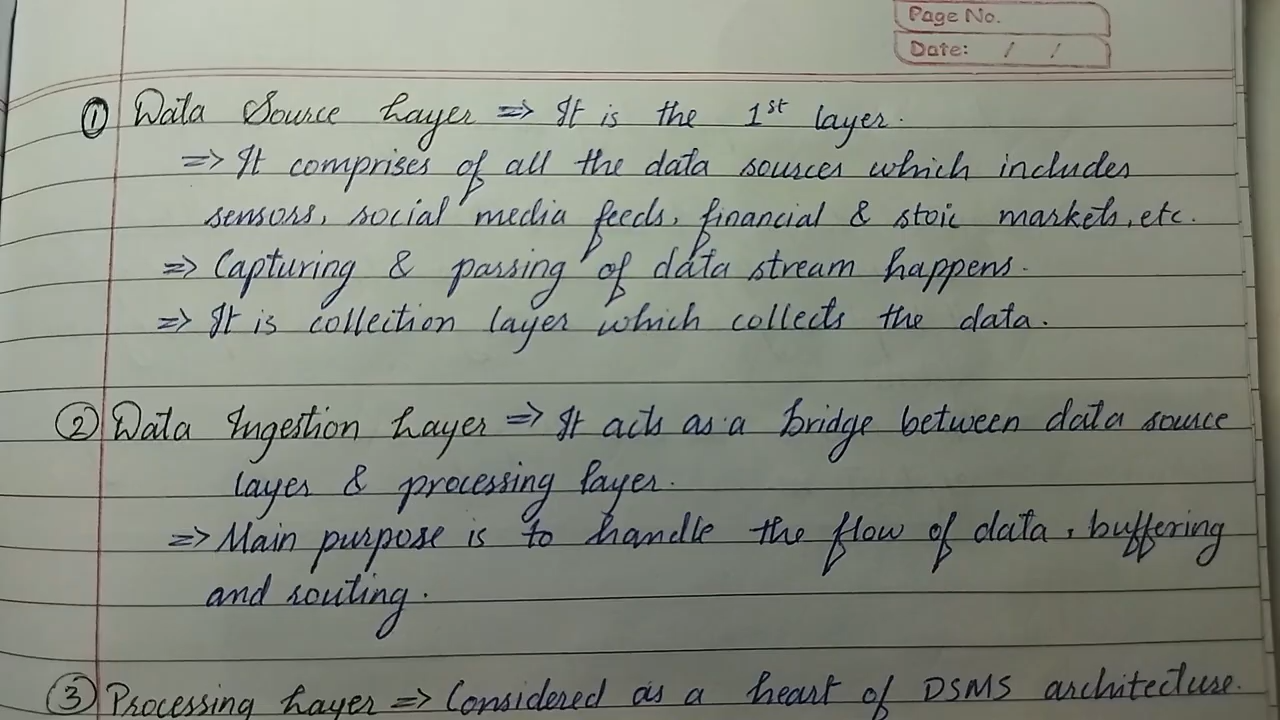 Page No.
Date: / /
① Data Source Layer => It is the 1st layer.
=> It comprises of all the data sources which includes
sensors, social media feeds, financial & stoic markets, etc.
=> Capturing & passing of data stream happens.
=> It is collection layer which collects the data.
② Data Ingestion Layer => It acts as a bridge between data source
layer & processing layer.
=> Main purpose is to handle the flow of data, buffering
and routing.
③ Processing Layer => Considered as a heart of DSMS architecture.